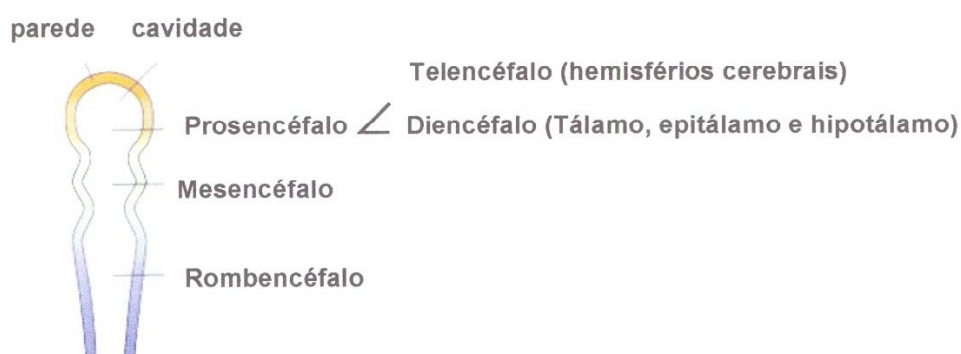 parede cavidade
Telencéfalo (hemisférios cerebrais)
Prosencéfalo Diencéfalo (Tálamo, epitálamo e hipotálamo)
Mesencéfalo
Rombencéfalo